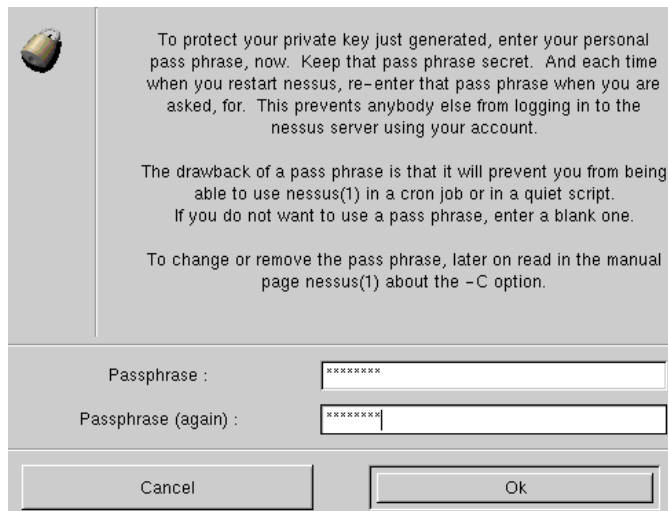 To protect your private key just generated, enter your personal
pass phrase, now. Keep that pass phrase secret. And each time
when you restart nessus, re-enter that pass phrase when you are
asked, for. This prevents anybody else from logging in to the
nessus server using your account.
The drawback of a pass phrase is that it will prevent you from being
able to use nessus(1) in a cron job or in a quiet script.
If you do not want to use a pass phrase, enter a blank one.
To change or remove the pass phrase, later on read in the manual
page nessus(1) about the -C option.
Passphrase : ********
Passphrase (again) : ********
Cancel Ok